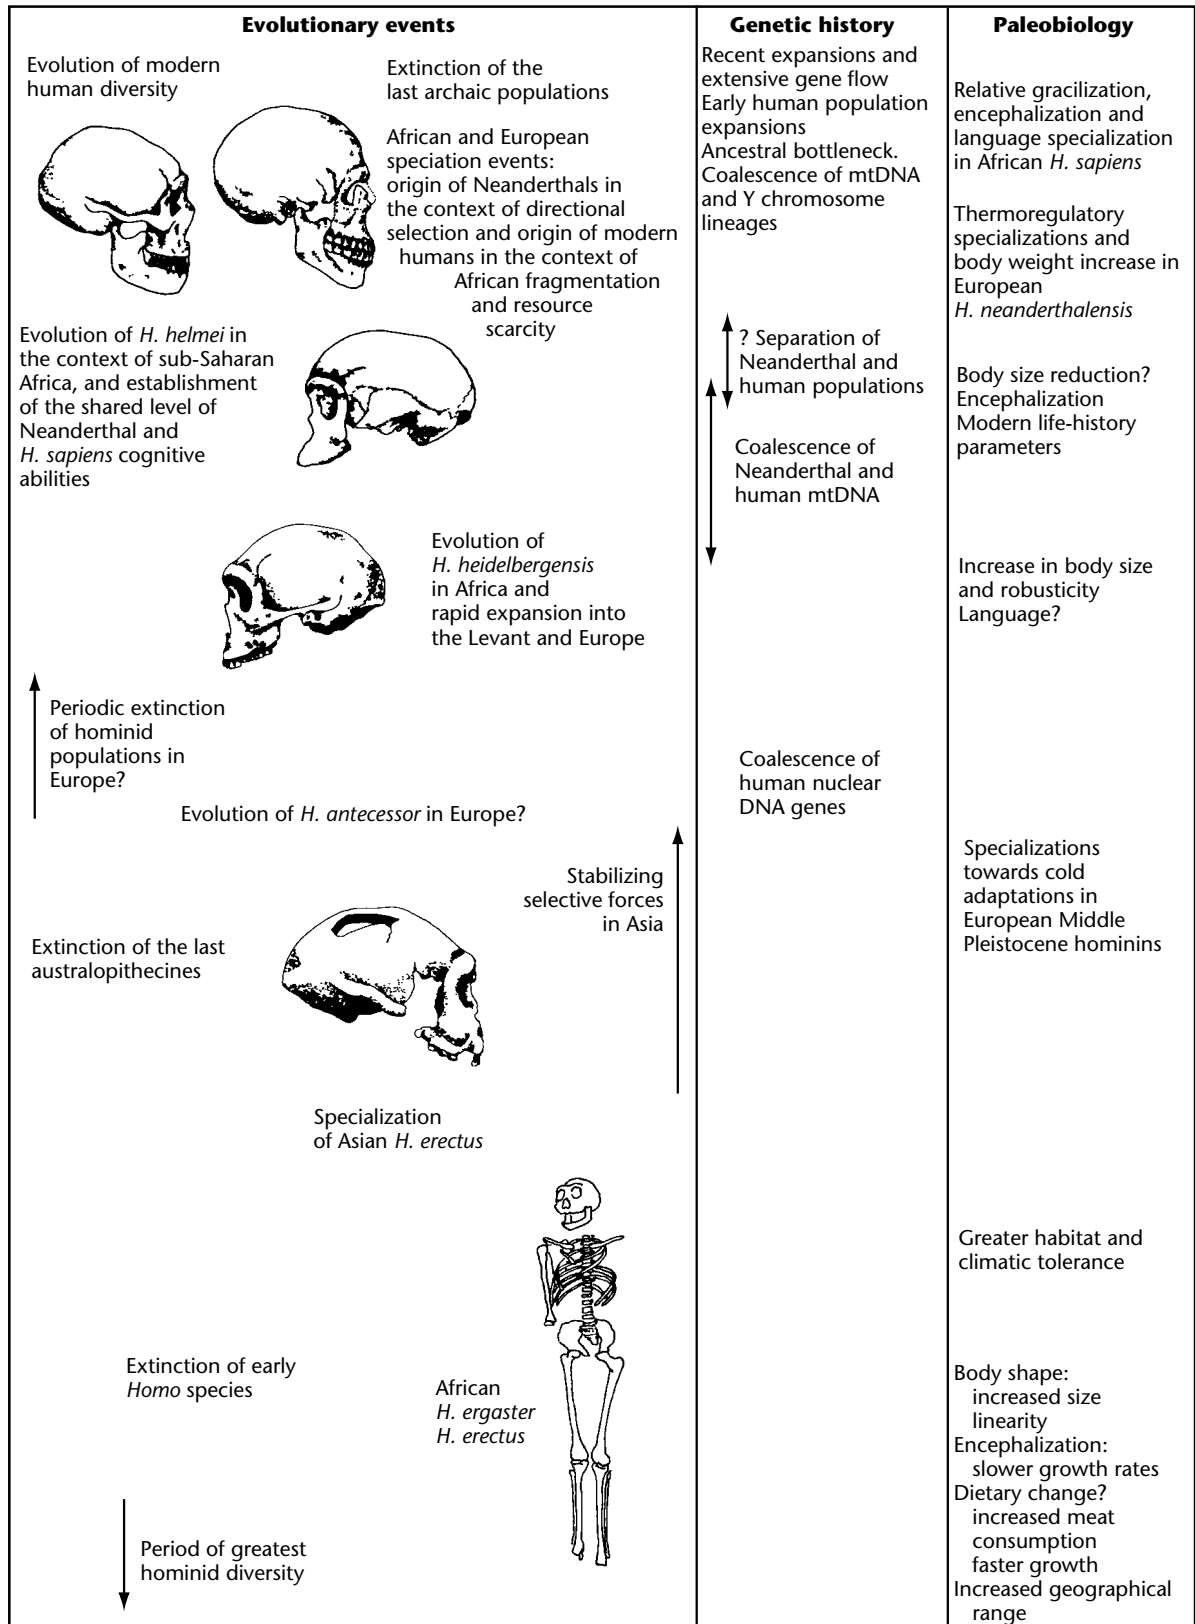 Evolutionary events
Evolution of modern
human diversity
Extinction of the
last archaic populations
African and European
speciation events:
origin of Neanderthals in
the context of directional
selection and origin of modern
humans in the context of
African fragmentation
and resource
scarcity
Evolution of H. helmei in
the context of sub-Saharan
Africa, and establishment
of the shared level of
Neanderthal and
H. sapiens cognitive
abilities
Evolution of
H. heidelbergensis
in Africa and
rapid expansion into
the Levant and Europe
Periodic extinction
of hominid
populations in
Europe?
Evolution of H. antecessor in Europe?
Stabilizing
selective forces
in Asia
Extinction of the last
australopithecines
Specialization
of Asian H. erectus
Extinction of early
Homo species
African
H. ergaster
H. erectus
Period of greatest
hominid diversity
Genetic history
Recent expansions and
extensive gene flow
Early human population
expansions
Ancestral bottleneck.
Coalescence of mtDNA
and Y chromosome
lineages
? Separation of
Neanderthal and
human populations
Coalescence of
Neanderthal and
human mtDNA
Coalescence of
human nuclear
DNA genes
Paleobiology
Relative gracilization,
encephalization and
language specialization
in African H. sapiens
Thermoregulatory
specializations and
body weight increase in
European
H. neanderthalensis
Body size reduction?
Encephalization
Modern life-history
parameters
Increase in body size
and robusticity
Language?
Specializations
towards cold
adaptations in
European Middle
Pleistocene hominins
Greater habitat and
climatic tolerance
Body shape:
increased size
linearity
Encephalization:
slower growth rates
Dietary change?
increased meat
consumption
faster growth
Increased geographical
range